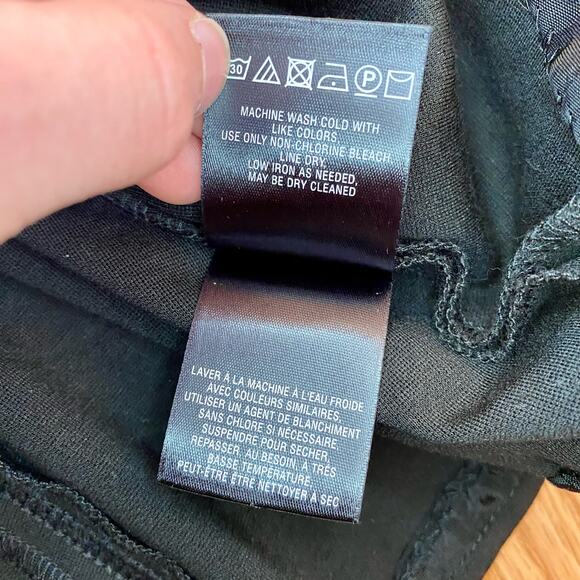 30 P
MACHINE WASH COLD WITH
LIKE COLORS.
USE ONLY NON-CHLORINE BLEACH
LINE DRY.
LOW IRON AS NEEDED.
MAY BE DRY CLEANED
LAVER À LA MACHINE À L'EAU FROIDE
AVEC COULEURS SIMILAIRES.
UTILISER UN AGENT DE BLANCHIMENT
SANS CHLORE SI NÉCESSAIRE
SUSPENDRE POUR SÉCHER.
REPASSER, AU BESOIN, À TRÈS
BASSE TEMPÉRATURE.
PEUT-ÊTRE ÊTRE NETTOYER À SEC